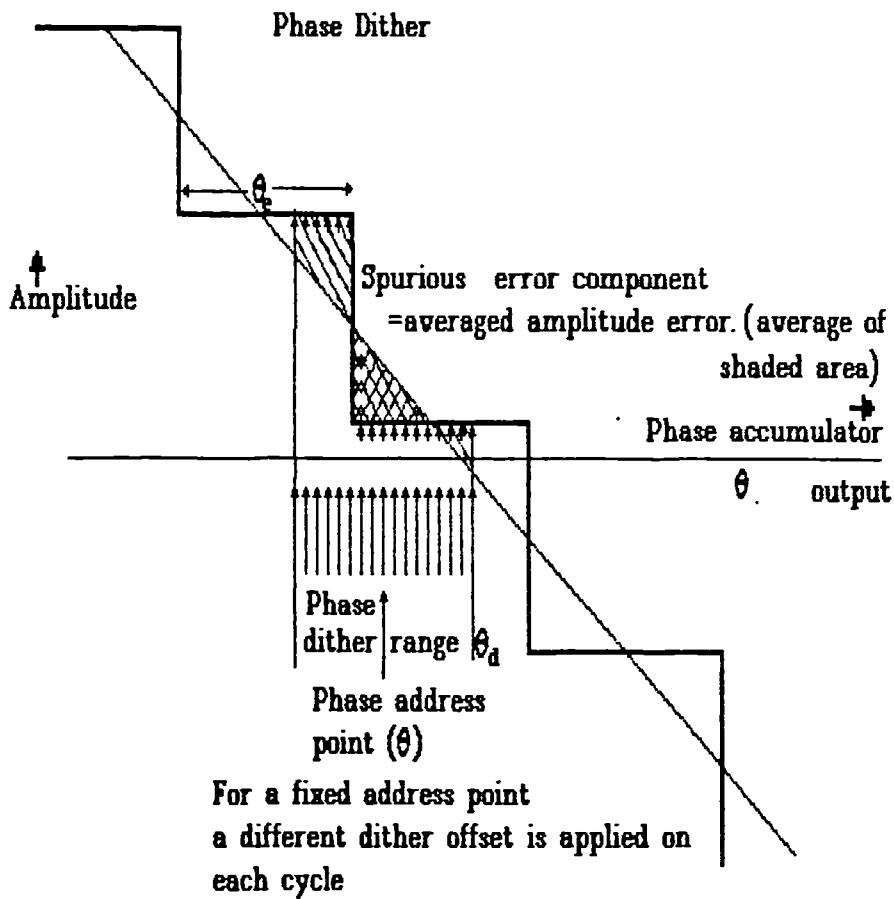 Phase Dither
θr
Amplitude
Spurious error component
=averaged amplitude error. (average of
shaded area)
Phase accumulator
θ. output
Phase
dither range θd
Phase address
point (θ)
For a fixed address point
a different dither offset is applied on
each cycle